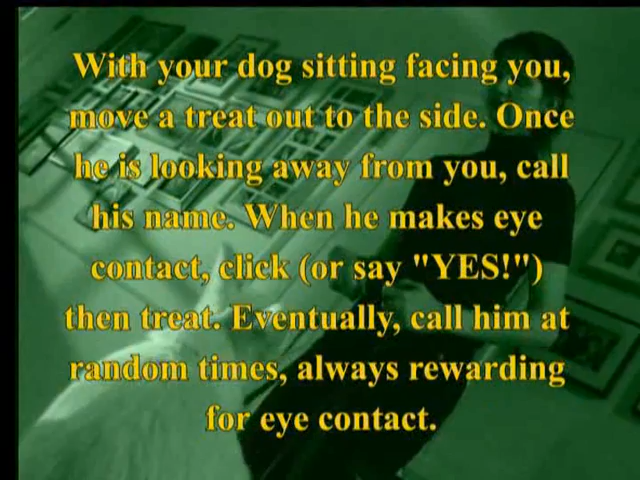 With your dog sitting facing you,
move a treat out to the side. Once
he is looking away from you, call
his name. When he makes eye
contact, click (or say "YES!")
then treat. Eventually, call him at
random times, always rewarding
for eye contact.